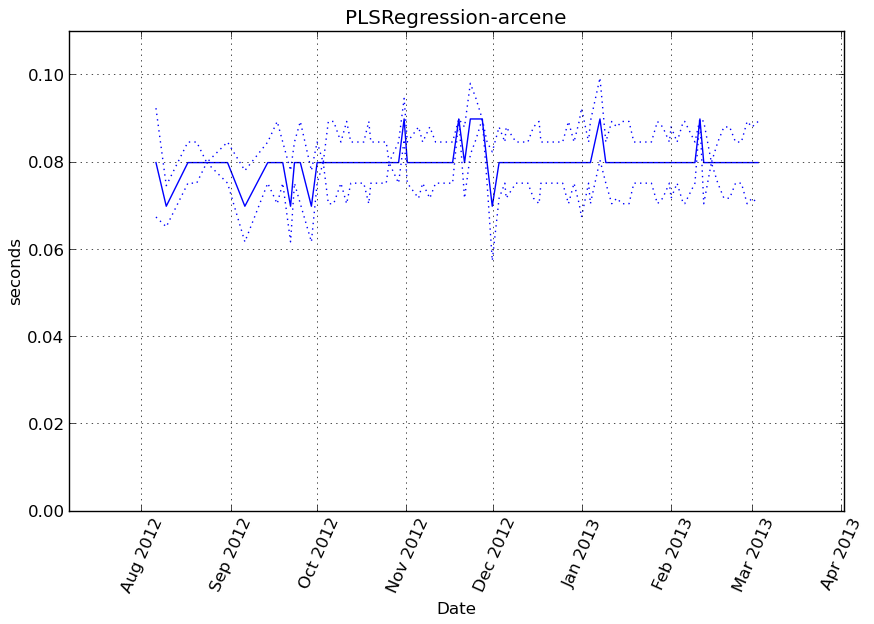 PLSRegression-arcene
0.10
0.08
0.06
0.04
0.02
0.00
seconds
Aug 2012
Sep 2012
Oct 2012
Nov 2012
Dec 2012
Jan 2013
Feb 2013
Mar 2013
Apr 2013
Date